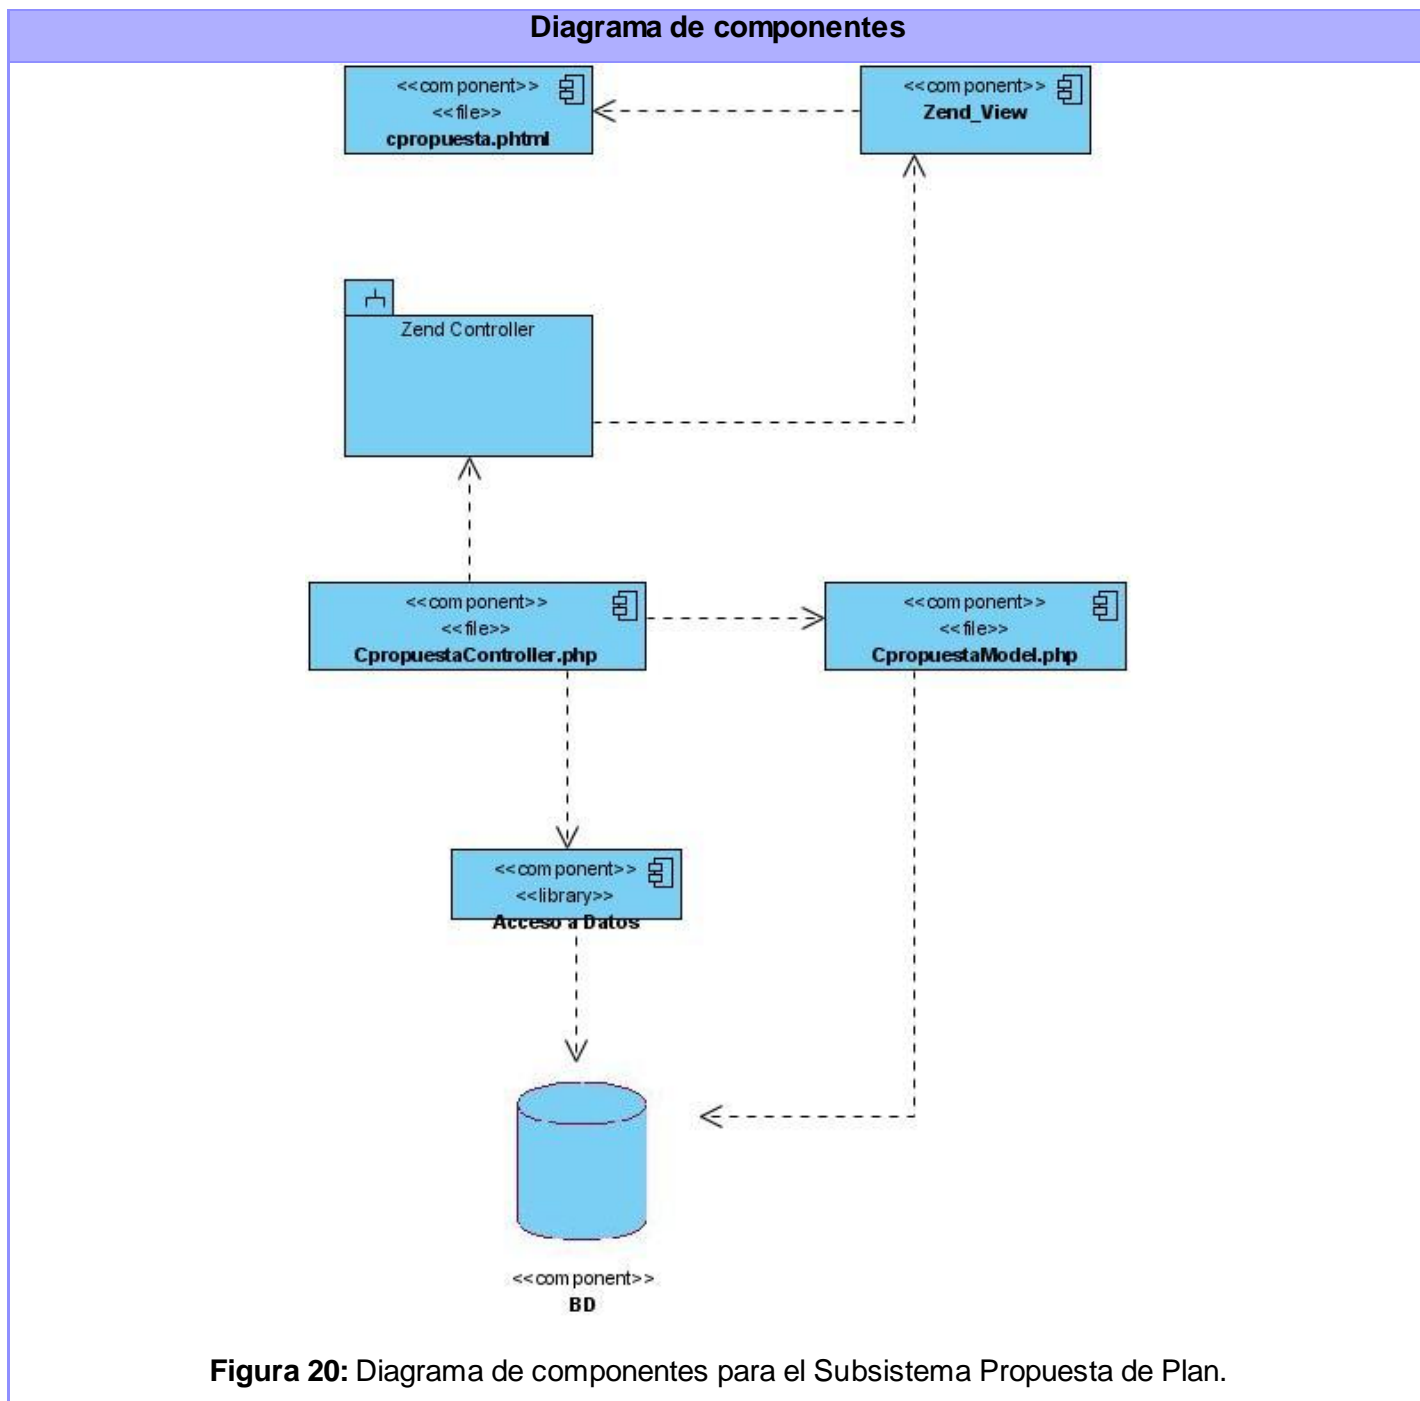 Diagrama de componentes
<<component>>
<<file>>
cpropuesta.phtml
<<component>>
Zend_View
Zend Controller
<<component>>
<<file>>
CpropuestaController.php
<<component>>
<<file>>
CpropuestaModel.php
<<component>>
<<library>>
Acceso a Datos
<<component>>
BD
Figura 20: Diagrama de componentes para el Subsistema Propuesta de Plan.